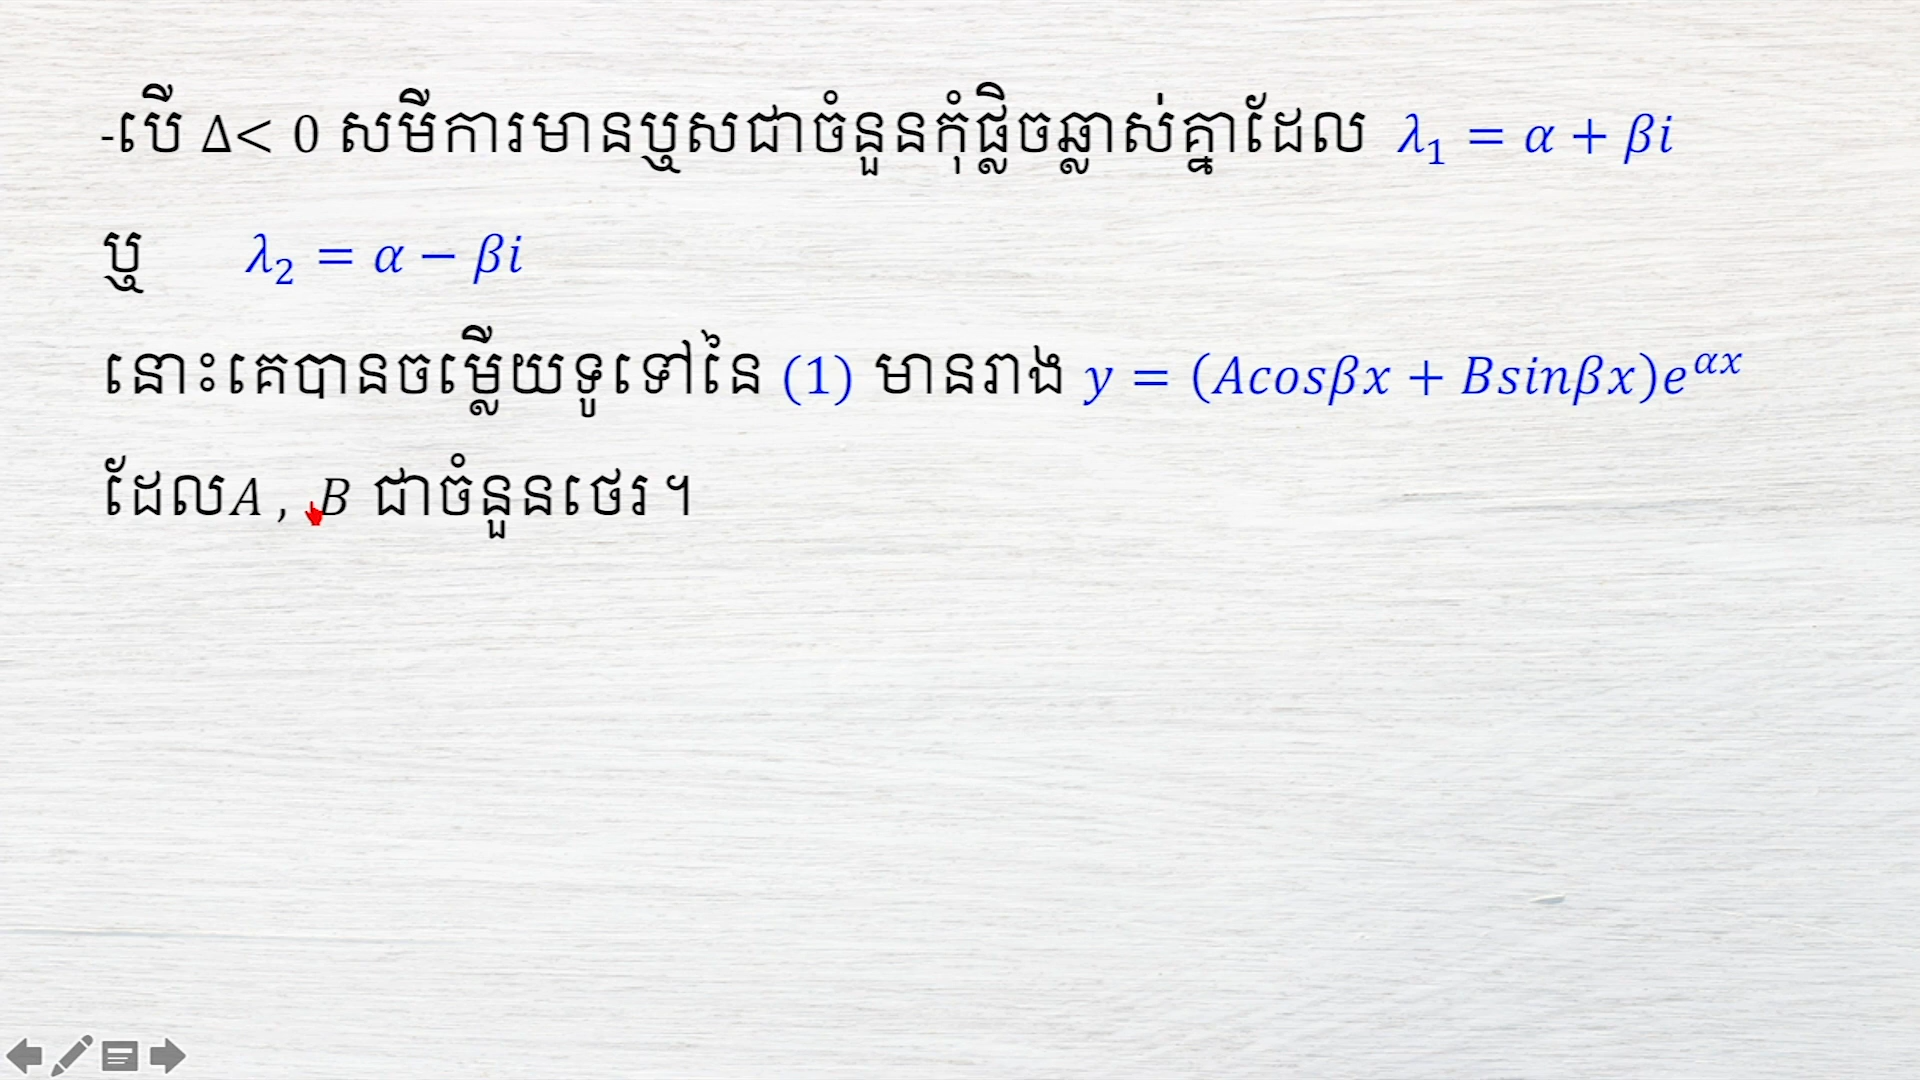 -បើ Δ< 0 សមីការមានឬសជាចំនួនកុំផ្លិចឆ្លាស់គ្នាដែល λ₁ = α + βi
ឬ λ₂ = α − βi
នោះគេបានចម្លើយទូទៅនៃ (1) មានរាង y = (Acosβx + Bsinβx)e^{αx}
ដែលA , B ជាចំនួនថេរ។